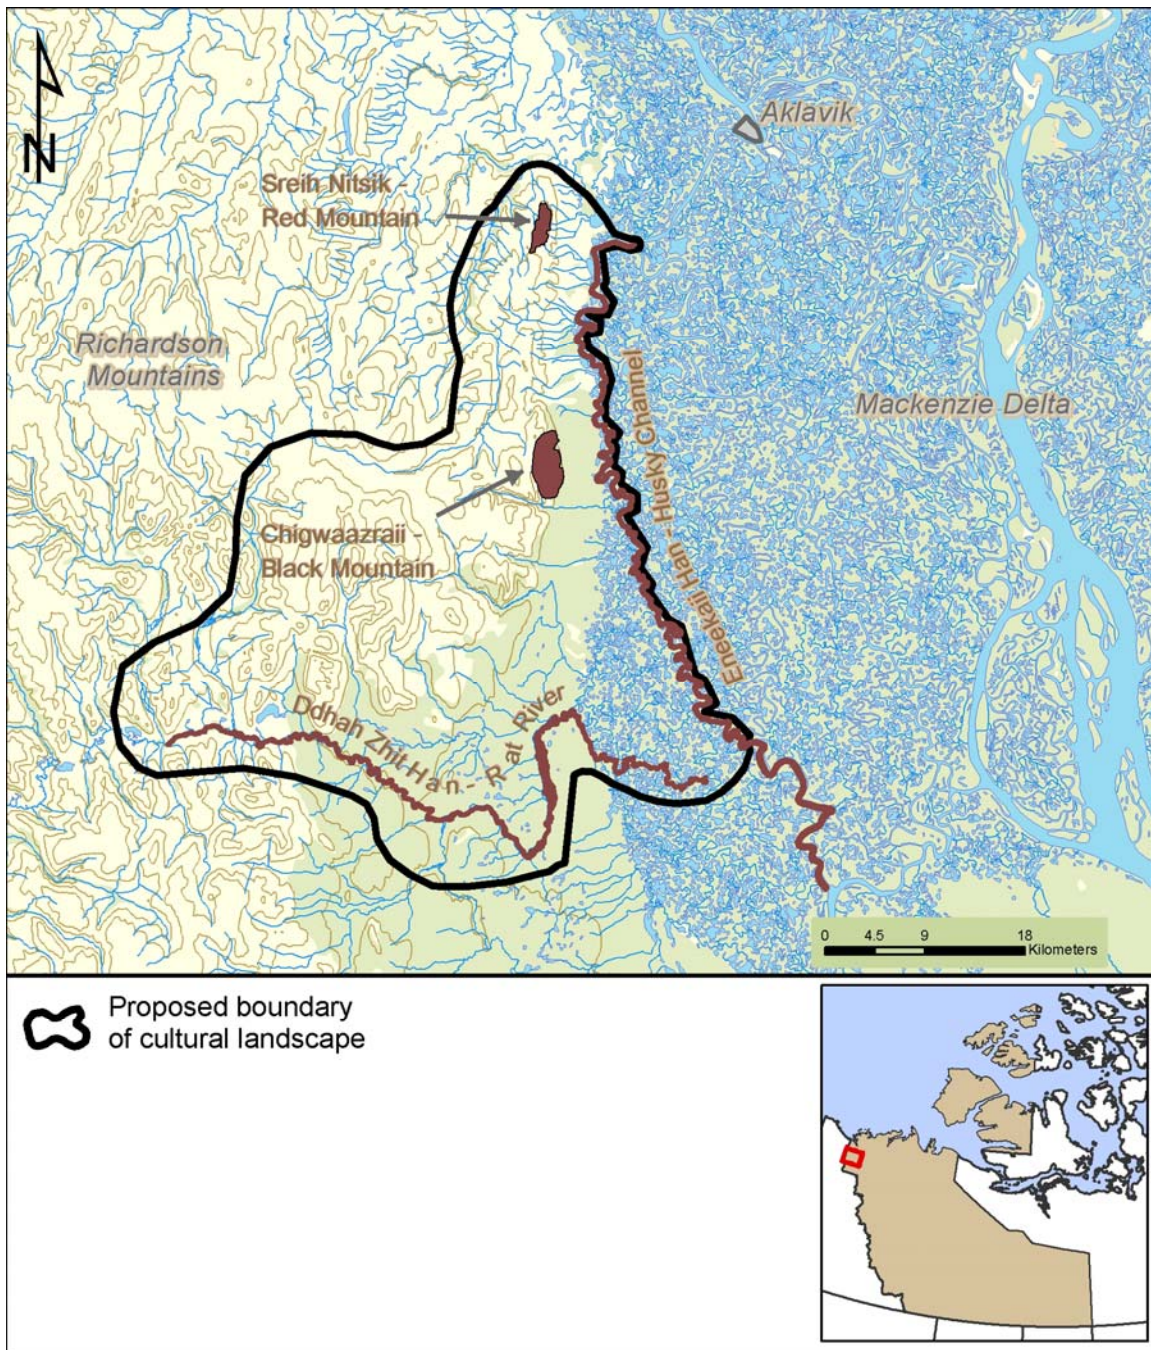 N
Aklavik
Sreih Nitsik -
Red Mountain
Richardson
Mountains
Mackenzie Delta
Eneekaii Han - Husky Channel
Chigwaazraii -
Black Mountain
Ddhah Zhit Han - Rat River
0 4.5 9 18
Kilometers
Proposed boundary
of cultural landscape